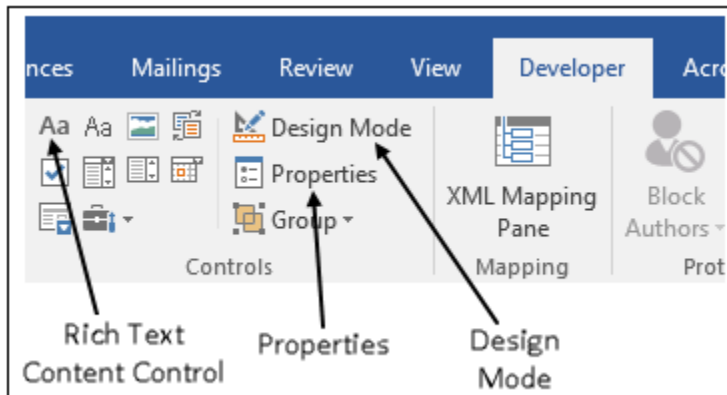 nces Mailings Review View Developer Acro
Aa Aa Design Mode
Properties
Group
XML Mapping
Pane
Block
Authors
Controls Mapping Prot
Rich Text
Content Control
Properties
Design
Mode